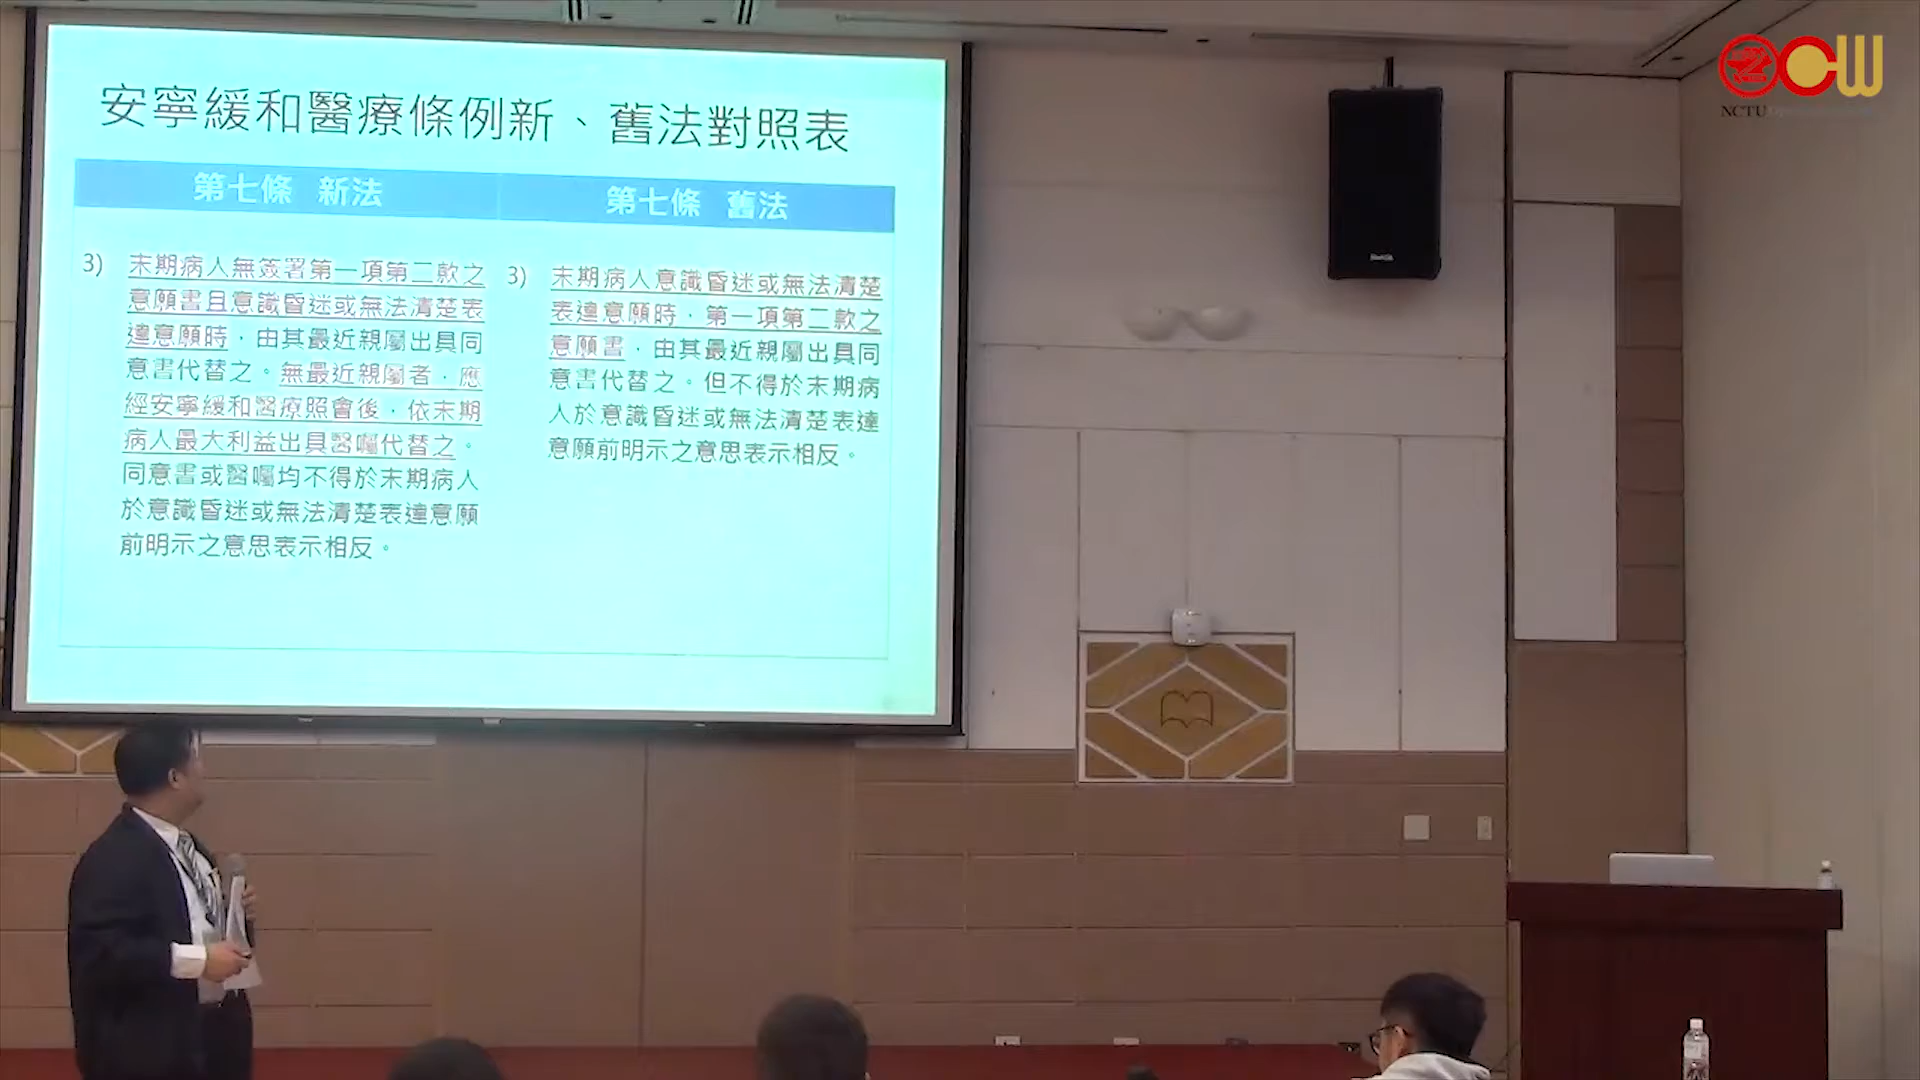 安寧緩和醫療條例新、舊法對照表
第七條 新法
第七條 舊法
3) 末期病人無簽署第一項第二款之
意願書且意識昏迷或無法清楚表
達意願時，由其最近親屬出具同
意書代替之。無最近親屬者，應
經安寧緩和醫療照會後，依末期
病人最大利益出具醫囑代替之。
同意書或醫囑均不得於末期病人
於意識昏迷或無法清楚表達意願
前明示之意思表示相反。
3) 末期病人意識昏迷或無法清楚
表達意願時，第一項第二款之
意願書，由其最近親屬出具同
意書代替之。但不得於末期病
人於意識昏迷或無法清楚表達
意願前明示之意思表示相反。
OCW
NCTU